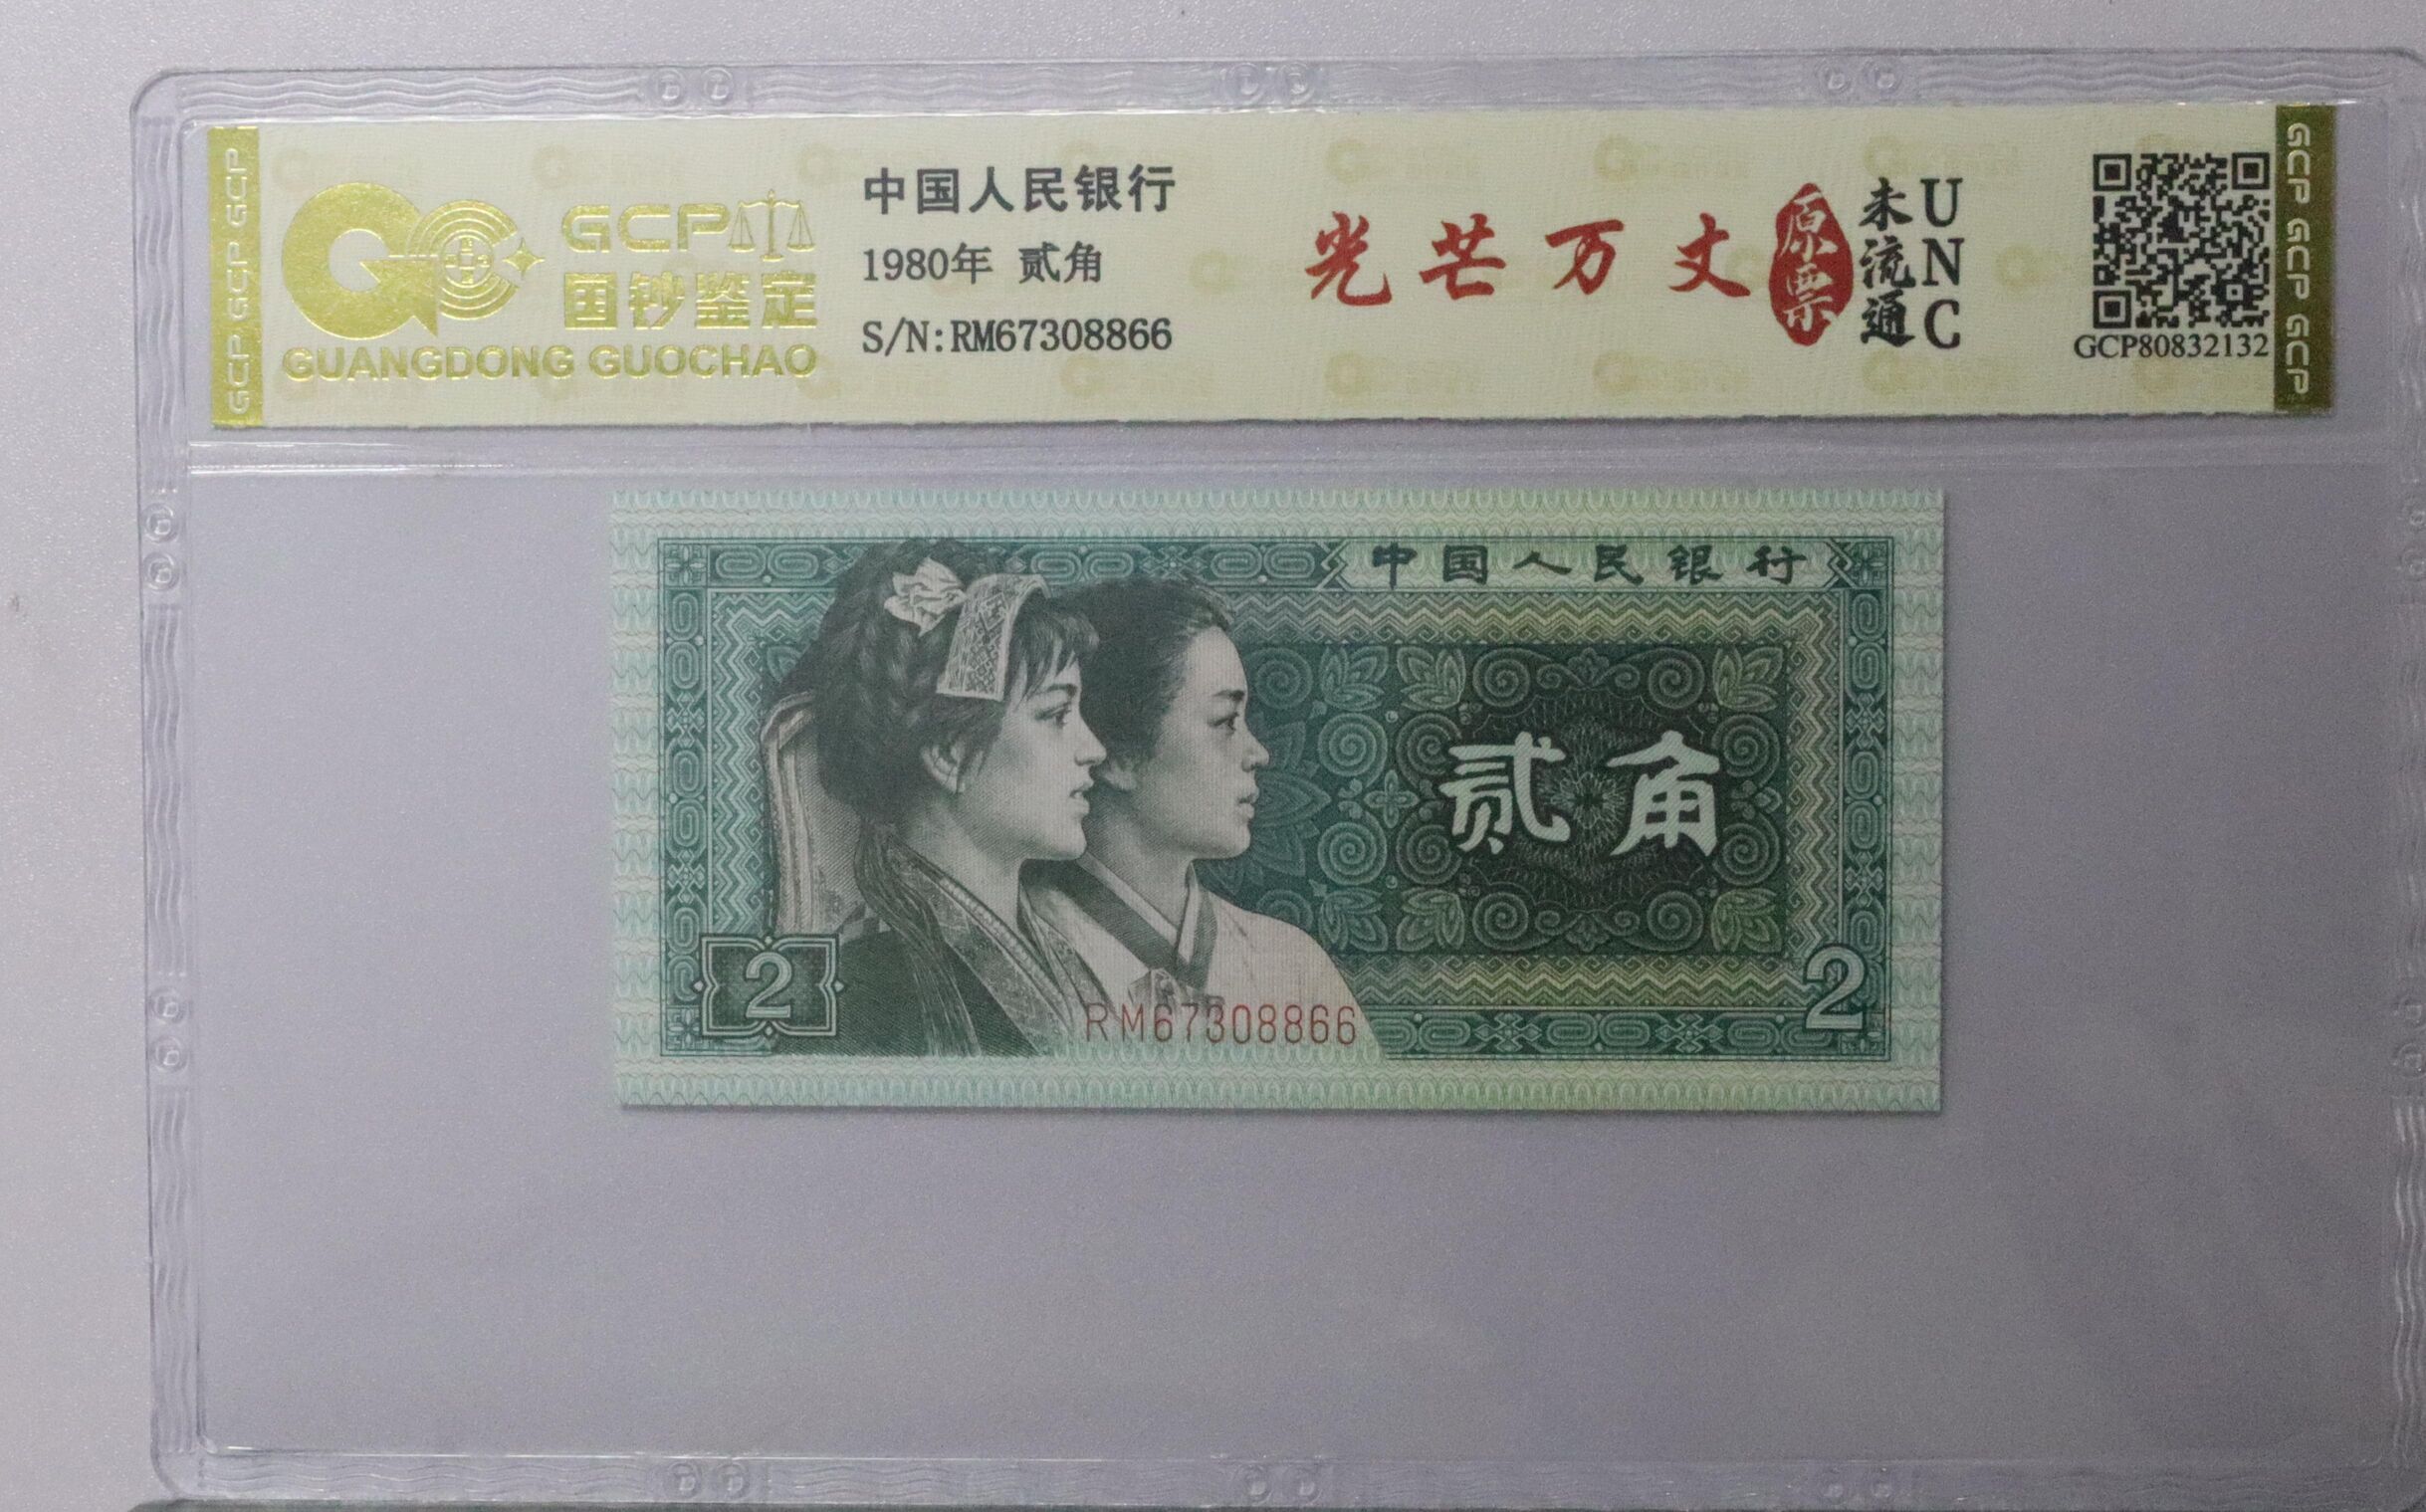 GCP GCP GCP
GCP
国钞鉴定
GUANGDONG GUOCHAO
中国人民银行
1980年 贰角
S/N:RM67308866
光芒万丈
原票
未流通
UNC
GCP80832132
GCP GCP GCP
中国人民银行
贰角
2
2
RM67308866